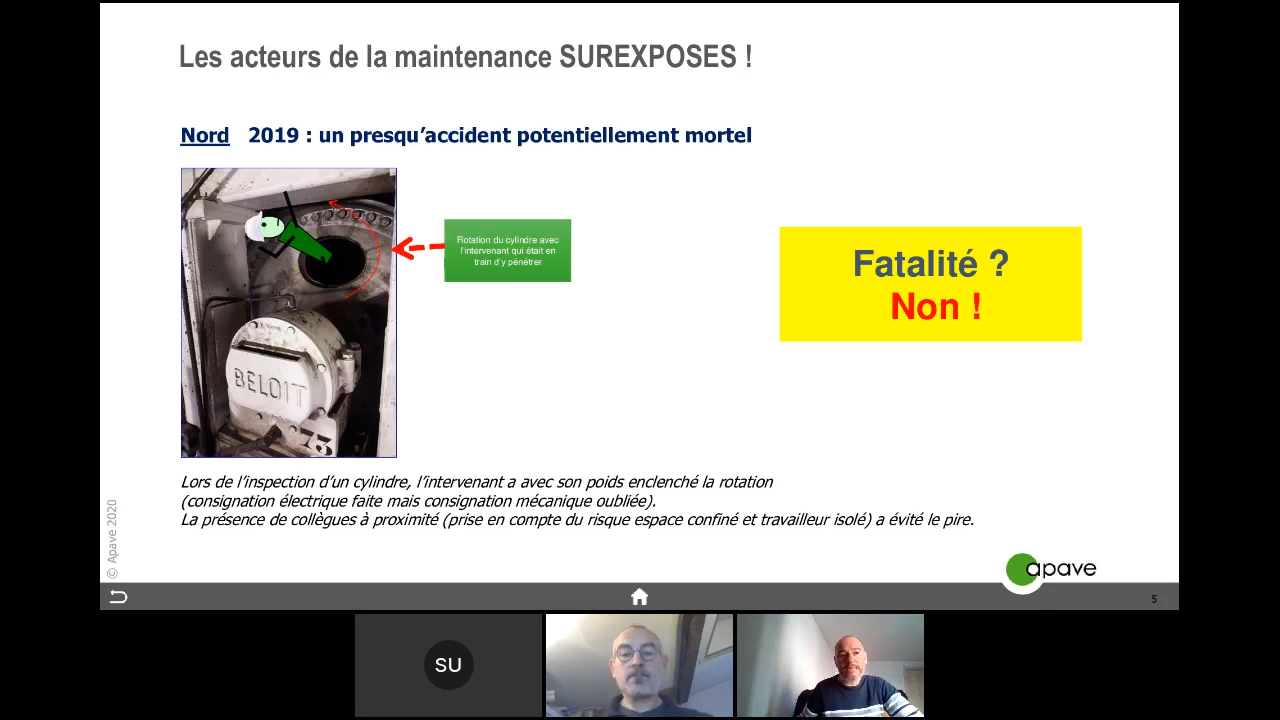 Les acteurs de la maintenance SUREXPOSES !
Nord 2019 : un presqu'accident potentiellement mortel
Rotation du cylindre avec
l'intervenant qui était en
train d'y pénétrer
Fatalité ?
Non !
BELOIT
33
Lors de l'inspection d'un cylindre, l'intervenant a avec son poids enclenché la rotation
(consignation électrique faite mais consignation mécanique oubliée).
La présence de collègues à proximité (prise en compte du risque espace confiné et travailleur isolé) a évité le pire.
© Apave 2020
apave
5
SU